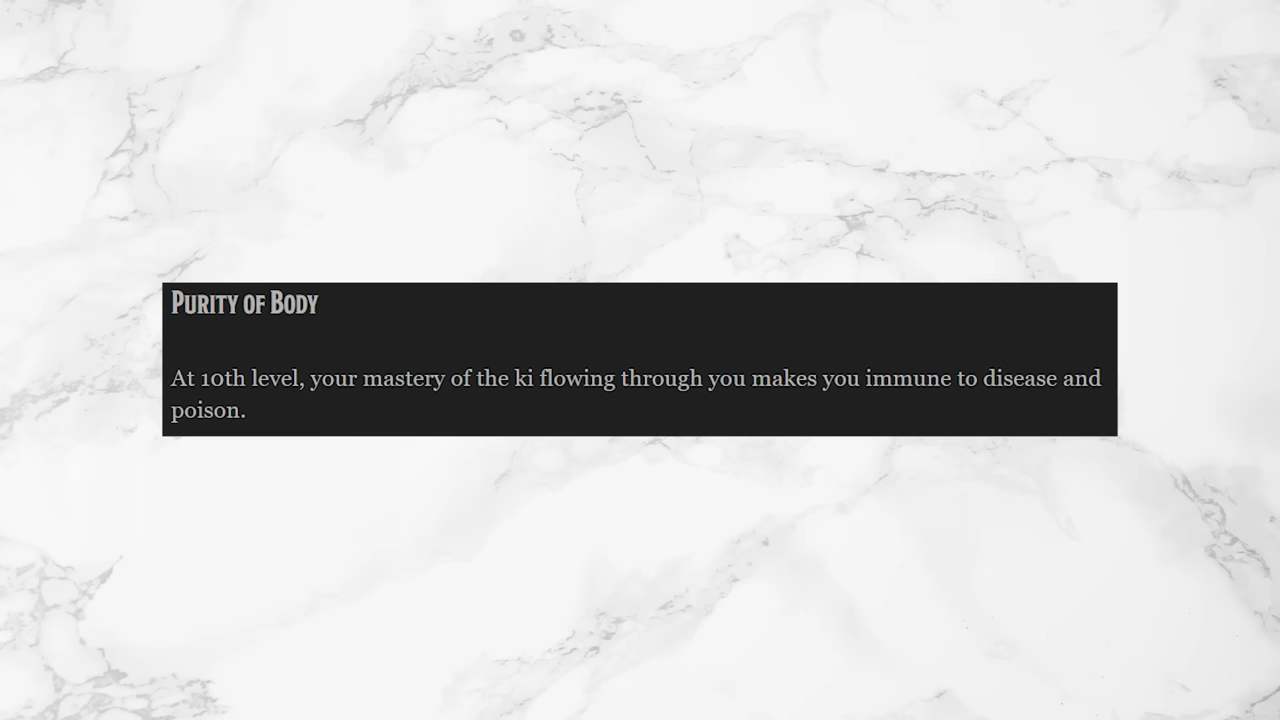 Purity of Body
At 10th level, your mastery of the ki flowing through you makes you immune to disease and
poison.